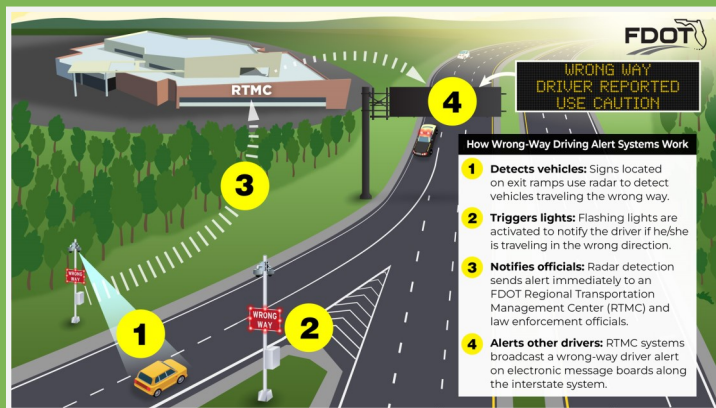 FDOT
WRONG WAY
DRIVER REPORTED
USE CAUTION
RTMC
4
3
WRONG
WAY
1
WRONG
WAY
2
How Wrong-Way Driving Alert Systems Work
1 Detects vehicles: Signs located
on exit ramps use radar to detect
vehicles traveling the wrong way.
2 Triggers lights: Flashing lights are
activated to notify the driver if he/she
is traveling in the wrong direction.
3 Notifies officials: Radar detection
sends alert immediately to an
FDOT Regional Transportation
Management Center (RTMC) and
law enforcement officials.
4 Alerts other drivers: RTMC systems
broadcast a wrong-way driver alert
on electronic message boards along
the interstate system.